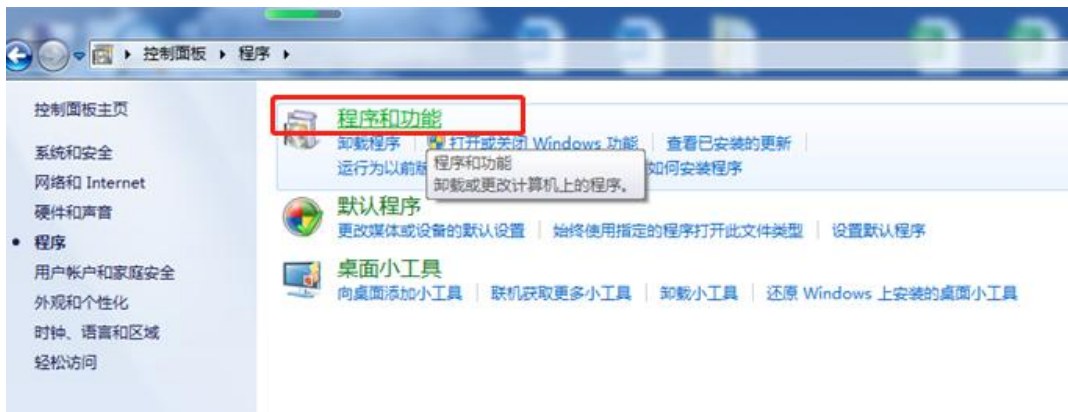 控制面板 程序
控制面板主页
系统和安全
网络和 Internet
硬件和声音
程序
用户帐户和家庭安全
外观和个性化
时钟、语言和区域
轻松访问
程序和功能
卸载程序 打开或关闭 Windows 功能 查看已安装的更新
运行为以前版 如何安装程序
程序和功能
卸载或更改计算机上的程序。
默认程序
更改媒体或设备的默认设置 始终使用指定的程序打开此文件类型 设置默认程序
桌面小工具
向桌面添加小工具 联机获取更多小工具 卸载小工具 还原 Windows 上安装的桌面小工具